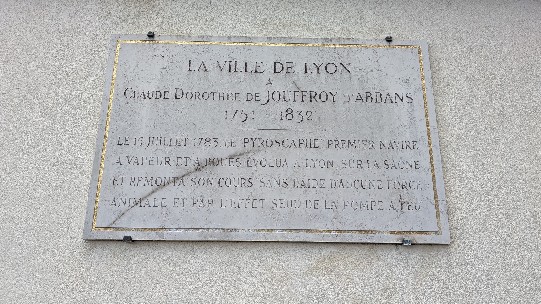 LA VILLE DE LYON
A
CLAUDE DOROTHEE DE JOUFFROY D'ABBANS
1751 - 1832
LE 15 JUILLET 1783, LE PYROSCAPHE PREMIER NAVIRE
A VAPEUR ET A ROUES EVOLUA A LYON SUR LA SAONE
ET REMONTA SON COURS SANS L'AIDE D'AUCUNE FORCE
ANIMALE ET PAR L'EFFET SEUL DE LA POMPE A FEU